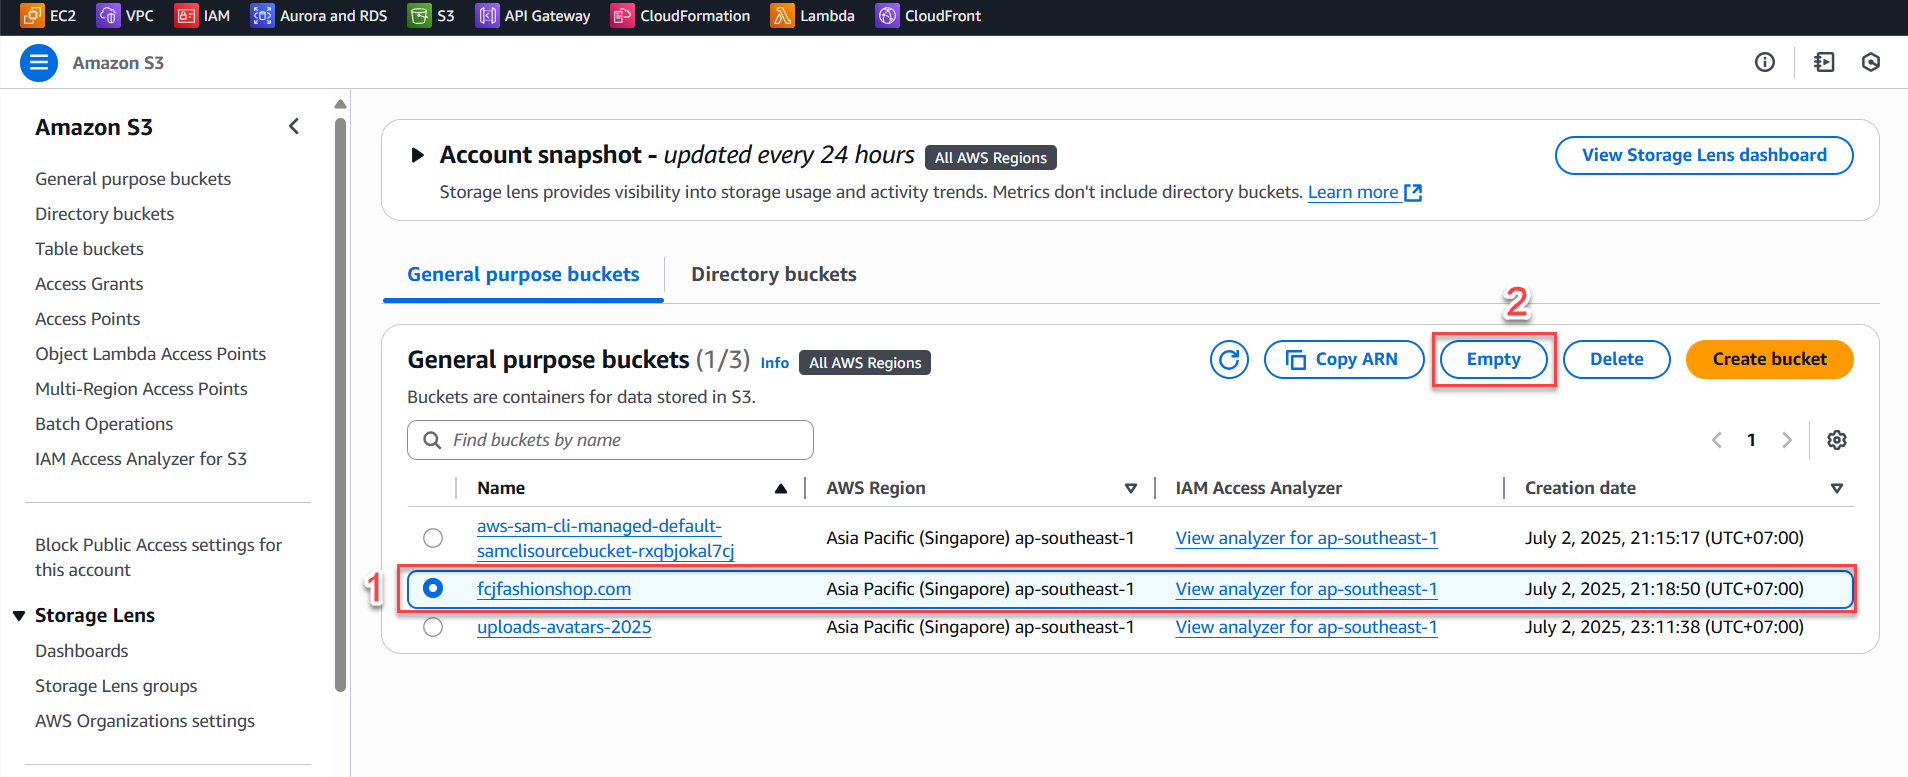 EC2 VPC IAM Aurora and RDS S3 API Gateway CloudFormation Lambda CloudFront
Amazon S3
Amazon S3
General purpose buckets
Directory buckets
Table buckets
Access Grants
Access Points
Object Lambda Access Points
Multi-Region Access Points
Batch Operations
IAM Access Analyzer for S3
Block Public Access settings for
this account
Storage Lens
Dashboards
Storage Lens groups
AWS Organizations settings
Account snapshot - updated every 24 hours All AWS Regions
View Storage Lens dashboard
Storage lens provides visibility into storage usage and activity trends. Metrics don't include directory buckets. Learn more
General purpose buckets Directory buckets
2
General purpose buckets (1/3) Info All AWS Regions
Copy ARN Empty Delete Create bucket
Buckets are containers for data stored in S3.
Find buckets by name
1
Name AWS Region IAM Access Analyzer Creation date
aws-sam-cli-managed-default-
samclisourcebucket-rxqbjokal7cj
Asia Pacific (Singapore) ap-southeast-1 View analyzer for ap-southeast-1 July 2, 2025, 21:15:17 (UTC+07:00)
1
fcjfashionshop.com Asia Pacific (Singapore) ap-southeast-1 View analyzer for ap-southeast-1 July 2, 2025, 21:18:50 (UTC+07:00)
uploads-avatars-2025 Asia Pacific (Singapore) ap-southeast-1 View analyzer for ap-southeast-1 July 2, 2025, 23:11:38 (UTC+07:00)